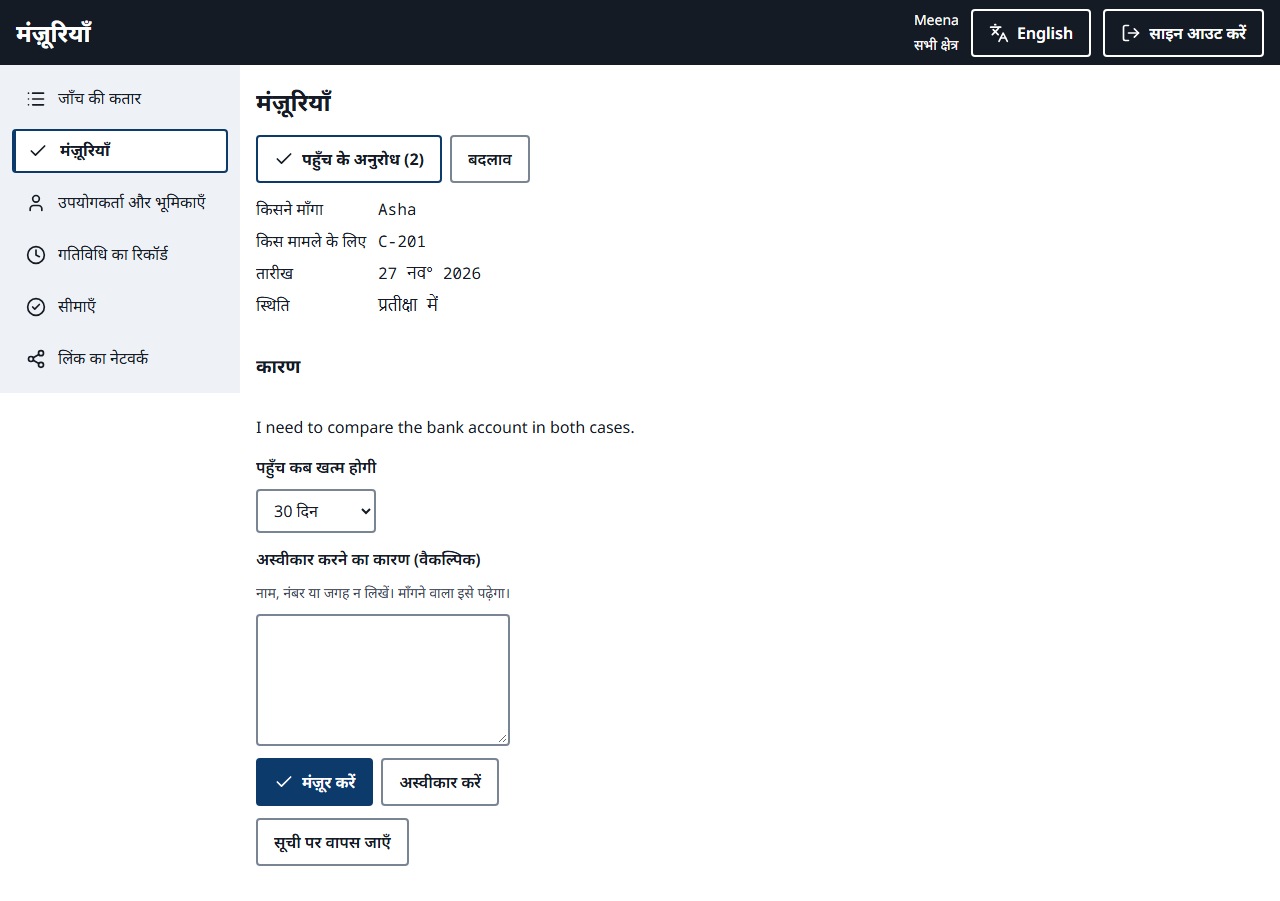 मंज़ूरियाँ
Meena
सभी क्षेत्र
English
साइन आउट करें
जाँच की कतार
मंज़ूरियाँ
उपयोगकर्ता और भूमिकाएँ
गतिविधि का रिकॉर्ड
सीमाएँ
लिंक का नेटवर्क
मंज़ूरियाँ
पहुँच के अनुरोध (2)
बदलाव
किसने माँगा Asha
किस मामले के लिए C-201
तारीख 27 नव॰ 2026
स्थिति प्रतीक्षा में
कारण
I need to compare the bank account in both cases.
पहुँच कब खत्म होगी
30 दिन
अस्वीकार करने का कारण (वैकल्पिक)
नाम, नंबर या जगह न लिखें। माँगने वाला इसे पढ़ेगा।
मंज़ूर करें
अस्वीकार करें
सूची पर वापस जाएँ